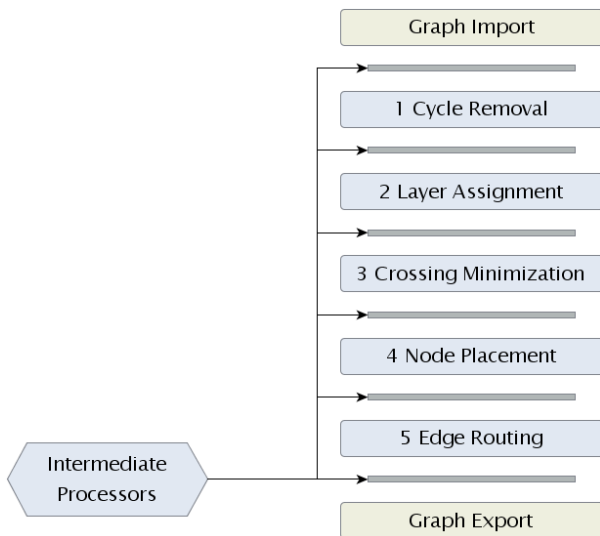 Graph Import
1 Cycle Removal
2 Layer Assignment
3 Crossing Minimization
4 Node Placement
5 Edge Routing
Intermediate
Processors
Graph Export